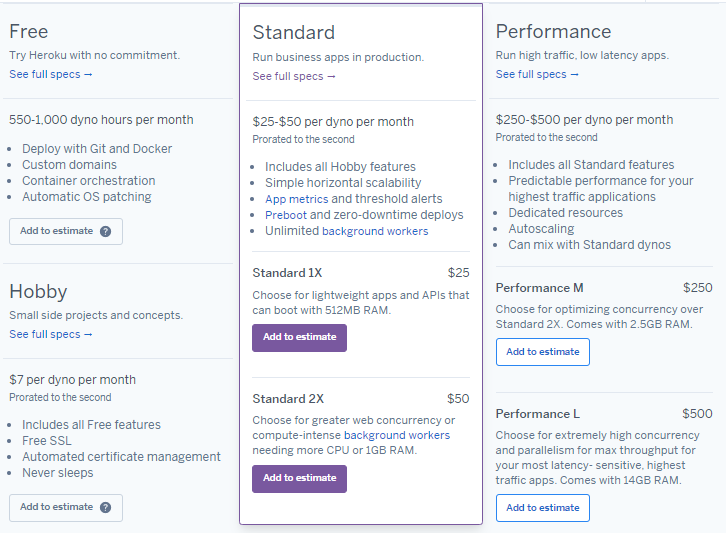 Free
Try Heroku with no commitment.
See full specs →
550-1,000 dyno hours per month
• Deploy with Git and Docker
• Custom domains
• Container orchestration
• Automatic OS patching
Add to estimate ?
Hobby
Small side projects and concepts.
See full specs →
$7 per dyno per month
Prorated to the second
• Includes all Free features
• Free SSL
• Automated certificate management
• Never sleeps
Add to estimate ?
Standard
Run business apps in production.
See full specs →
$25-$50 per dyno per month
Prorated to the second
• Includes all Hobby features
• Simple horizontal scalability
• App metrics and threshold alerts
• Preboot and zero-downtime deploys
• Unlimited background workers
Standard 1X $25
Choose for lightweight apps and APIs that
can boot with 512MB RAM.
Add to estimate
Standard 2X $50
Choose for greater web concurrency or
compute-intense background workers
needing more CPU or 1GB RAM.
Add to estimate
Performance
Run high traffic, low latency apps.
See full specs →
$250-$500 per dyno per month
Prorated to the second
• Includes all Standard features
• Predictable performance for your
highest traffic applications
• Dedicated resources
• Autoscaling
• Can mix with Standard dynos
Performance M $250
Choose for optimizing concurrency over
Standard 2X. Comes with 2.5GB RAM.
Add to estimate
Performance L $500
Choose for extremely high concurrency
and parallelism for max throughput for
your most latency- sensitive, highest
traffic apps. Comes with 14GB RAM.
Add to estimate